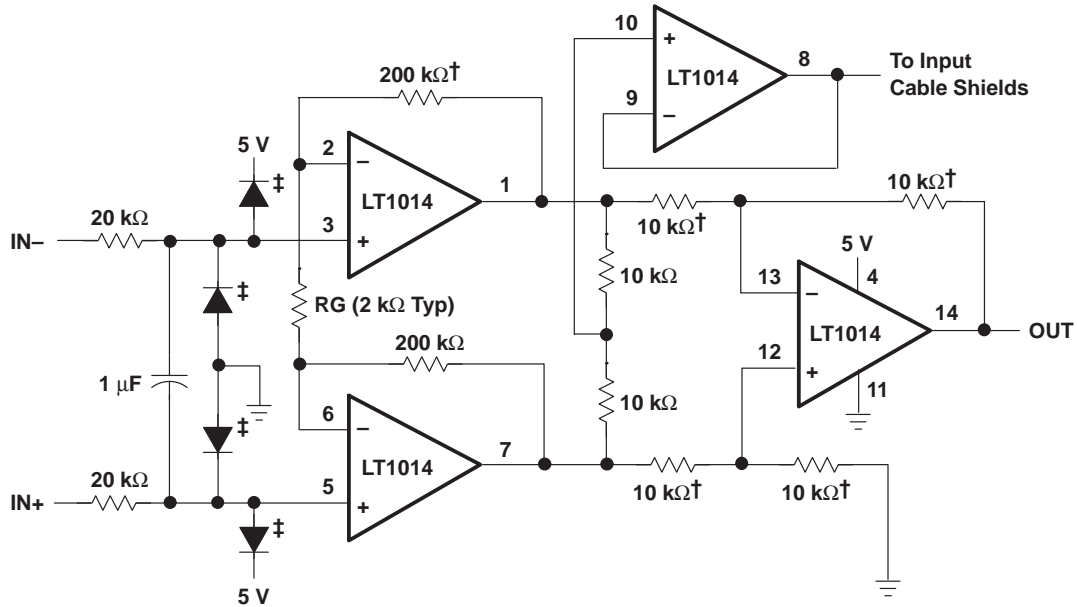 10
+
LT1014
8
To Input
Cable Shields
9
−
200 kΩ†
5 V
‡
2
−
LT1014
1
3
+
20 kΩ
IN−
10 kΩ†
10 kΩ†
5 V
4
10 kΩ
13
−
LT1014
14
OUT
12
+
11
‡
RG (2 kΩ Typ)
200 kΩ
1 μF
10 kΩ
‡
6
−
LT1014
7
5
+
20 kΩ
IN+
10 kΩ†
10 kΩ†
‡
5 V